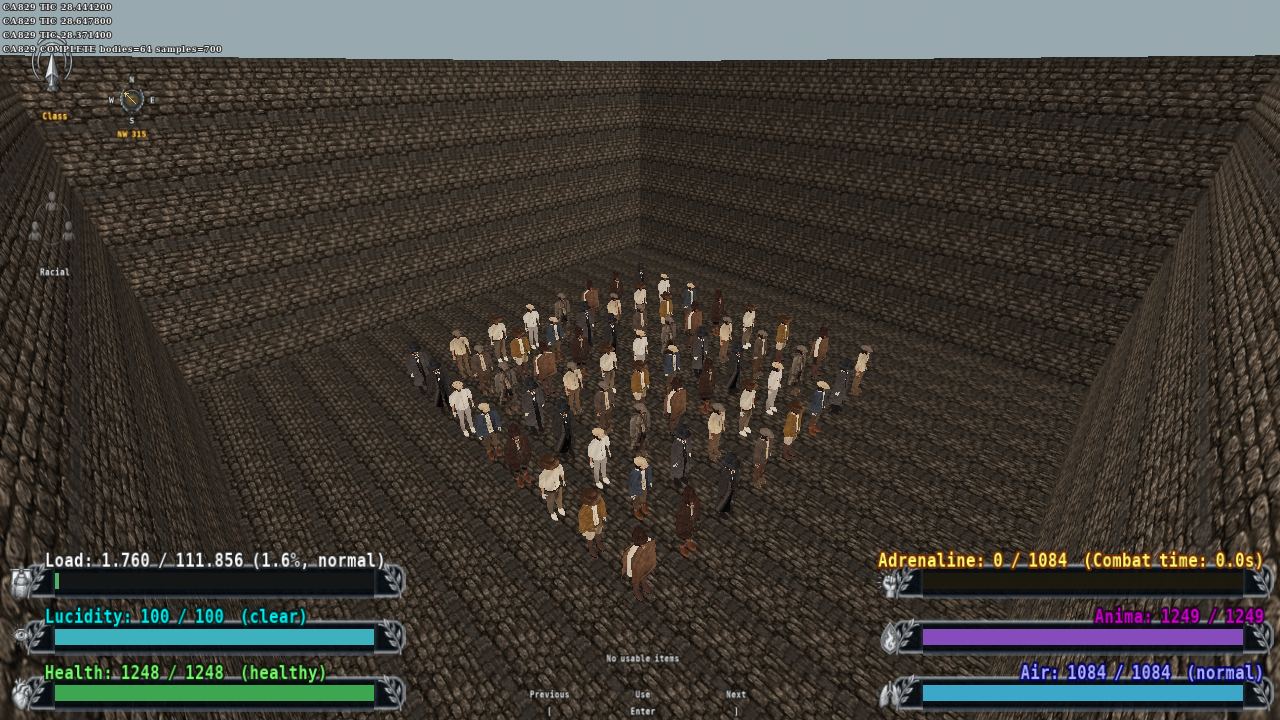 CA829 TIC 28.444200
CA829 TIC 28.647800
CA829 TIC 28.371400
CA829 COMPLETE bodies=64 samples=700
Class
N
W E
S
NW 315
Racial
Load: 1.760 / 111.856 (1.6%, normal)
Adrenaline: 0 / 1084 (Combat time: 0.0s)
Lucidity: 100 / 100 (clear)
Anima: 1249 / 1249
Health: 1248 / 1248 (healthy)
Air: 1084 / 1084 (normal)
No usable items
Previous Use Next
[ Enter ]